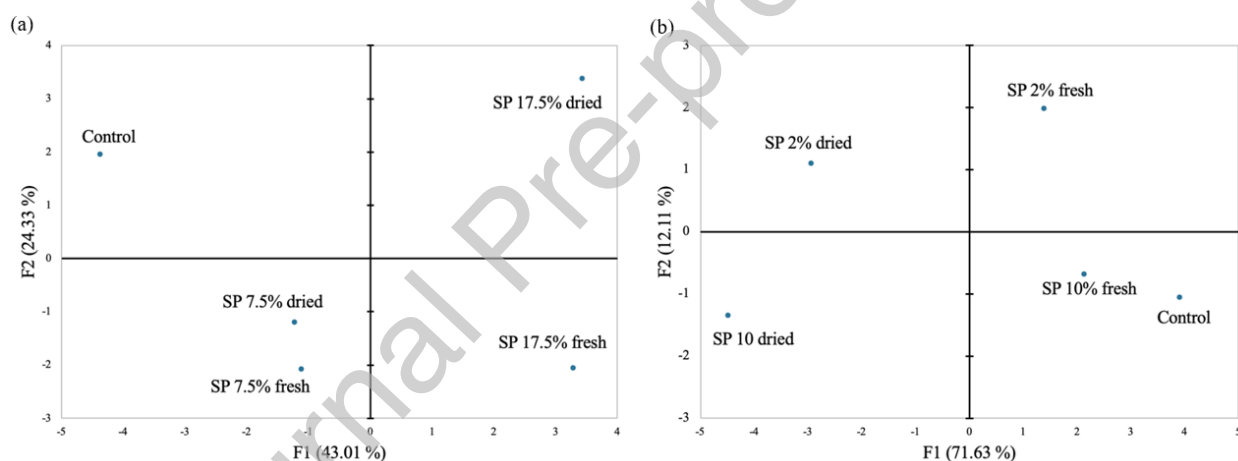 (a)
4
3
2
1
0
-1
-2
-3
-5
-4
-3
-2
-1
0
1
2
3
4
F2 (24.33 %)
F1 (43.01 %)
Control
SP 17.5% dried
SP 7.5% dried
SP 7.5% fresh
SP 17.5% fresh
(b)
3
2
1
0
-1
-2
-3
-5
-4
-3
-2
-1
0
1
2
3
4
5
F2 (12.11 %)
F1 (71.63 %)
SP 2% fresh
SP 2% dried
SP 10% fresh
Control
SP 10 dried
urnal Pre-pro